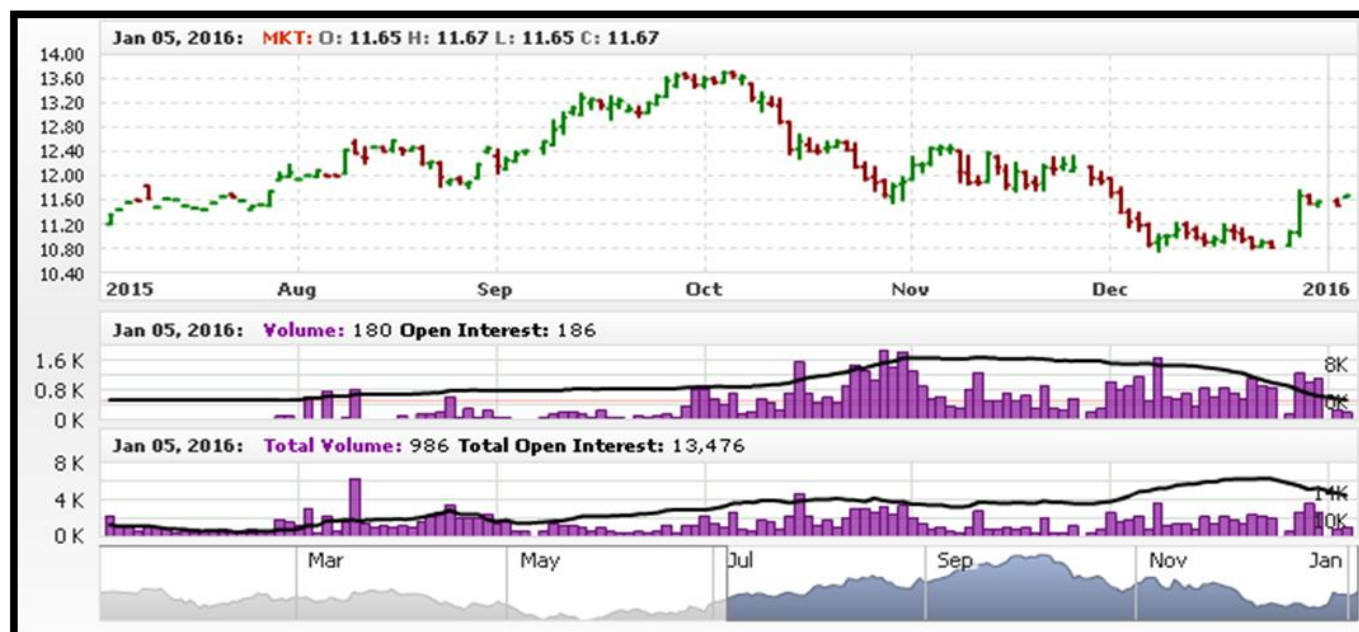 Jan 05, 2016: MKT: O: 11.65 H: 11.67 L: 11.65 C: 11.67
14.00
13.60
13.20
12.80
12.40
12.00
11.60
11.20
10.80
10.40
2015 Aug Sep Oct Nov Dec 2016
Jan 05, 2016: Volume: 180 Open Interest: 186
1.6 K 8K
0.8 K
0K
0 K
Jan 05, 2016: Total Volume: 986 Total Open Interest: 13,476
8 K
4 K 14K
10K
0 K
Mar May Jul Sep Nov Jan